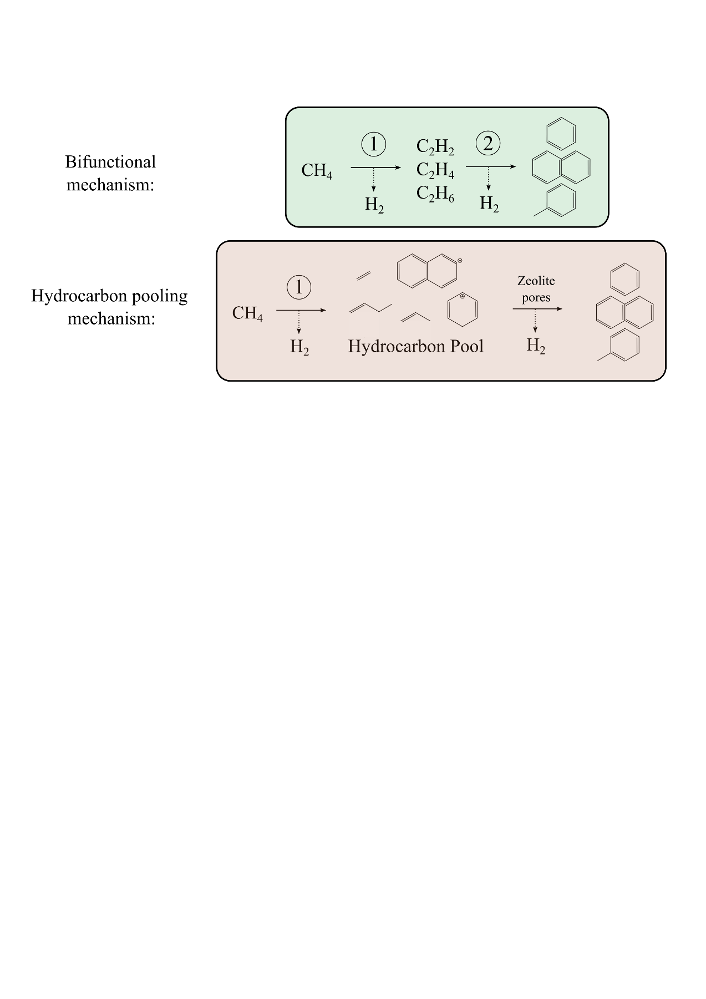 Bifunctional
mechanism:
CH₄
①
H₂
C₂H₂
C₂H₄
C₂H₆
②
H₂
Hydrocarbon pooling
mechanism:
CH₄
①
H₂
⊕
⊕
Hydrocarbon Pool
Zeolite
pores
H₂